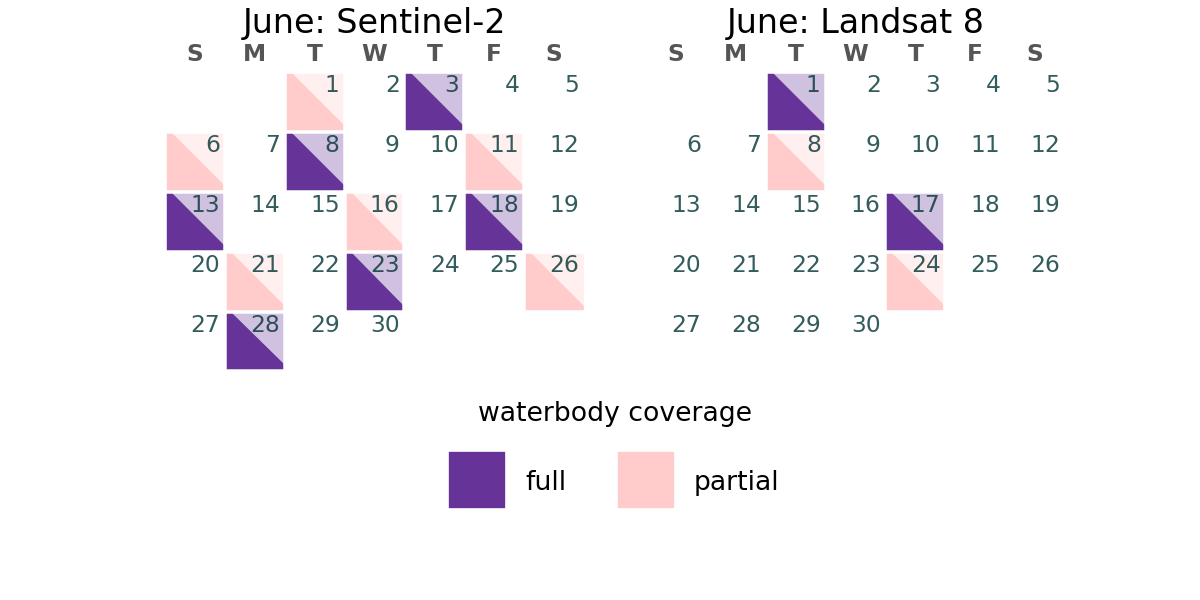 June: Sentinel-2
S M T W T F S
1 2 3 4 5
6 7 8 9 10 11 12
13 14 15 16 17 18 19
20 21 22 23 24 25 26
27 28 29 30
June: Landsat 8
S M T W T F S
1 2 3 4 5
6 7 8 9 10 11 12
13 14 15 16 17 18 19
20 21 22 23 24 25 26
27 28 29 30
waterbody coverage
full
partial